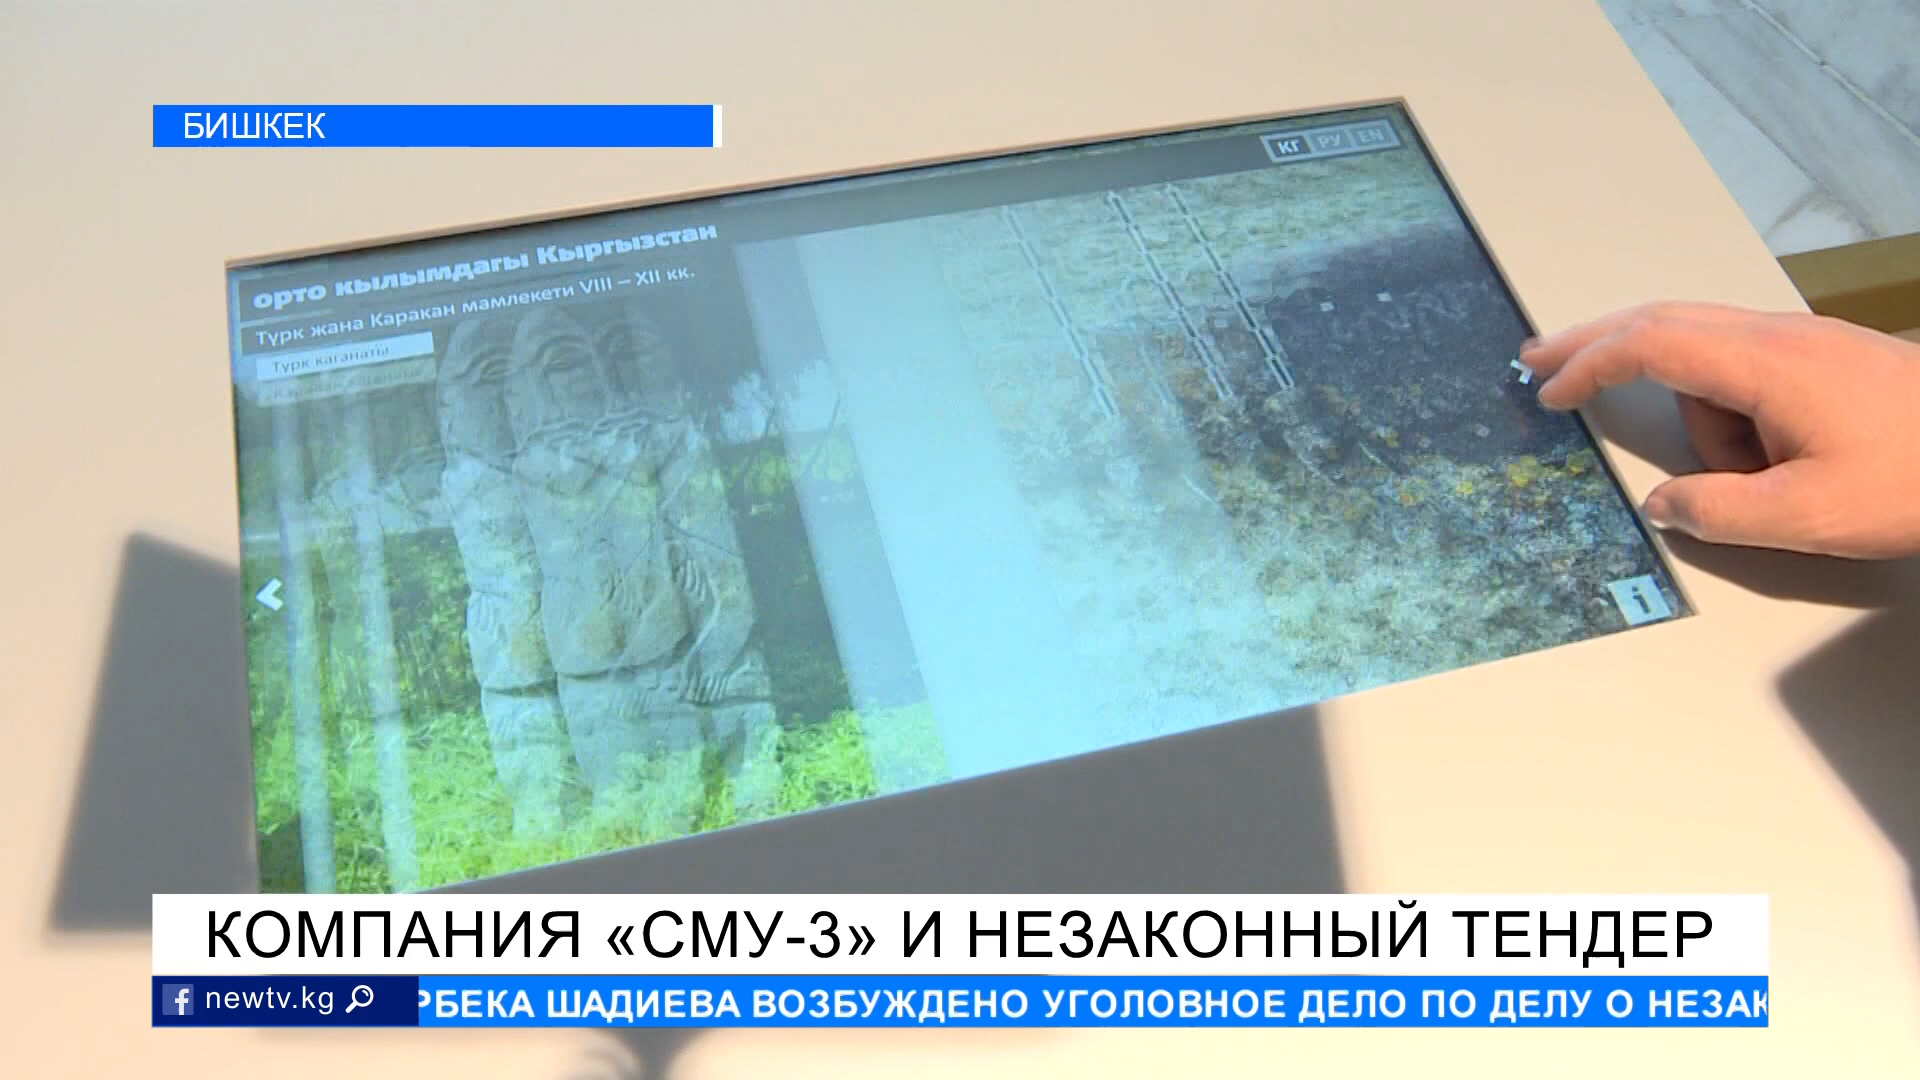 БИШКЕК
КГ РУ EN
орто кылымдагы Кыргызстан
Түрк жана Каракан мамлекети VIII – XII кк.
Түрк каганаты
i
КОМПАНИЯ «СМУ-3» И НЕЗАКОННЫЙ ТЕНДЕР
f newtv.kg
РБЕКА ШАДИЕВА ВОЗБУЖДЕНО УГОЛОВНОЕ ДЕЛО ПО ДЕЛУ О НЕЗАК